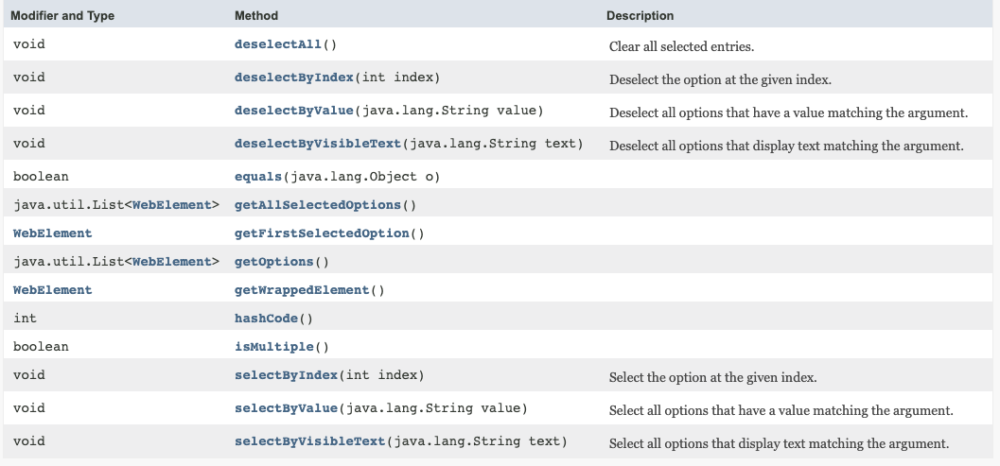 Modifier and Type Method Description
void deselectAll() Clear all selected entries.
void deselectByIndex(int index) Deselect the option at the given index.
void deselectByValue(java.lang.String value) Deselect all options that have a value matching the argument.
void deselectByVisibleText(java.lang.String text) Deselect all options that display text matching the argument.
boolean equals(java.lang.Object o)
java.util.List<WebElement> getAllSelectedOptions()
WebElement getFirstSelectedOption()
java.util.List<WebElement> getOptions()
WebElement getWrappedElement()
int hashCode()
boolean isMultiple()
void selectByIndex(int index) Select the option at the given index.
void selectByValue(java.lang.String value) Select all options that have a value matching the argument.
void selectByVisibleText(java.lang.String text) Select all options that display text matching the argument.